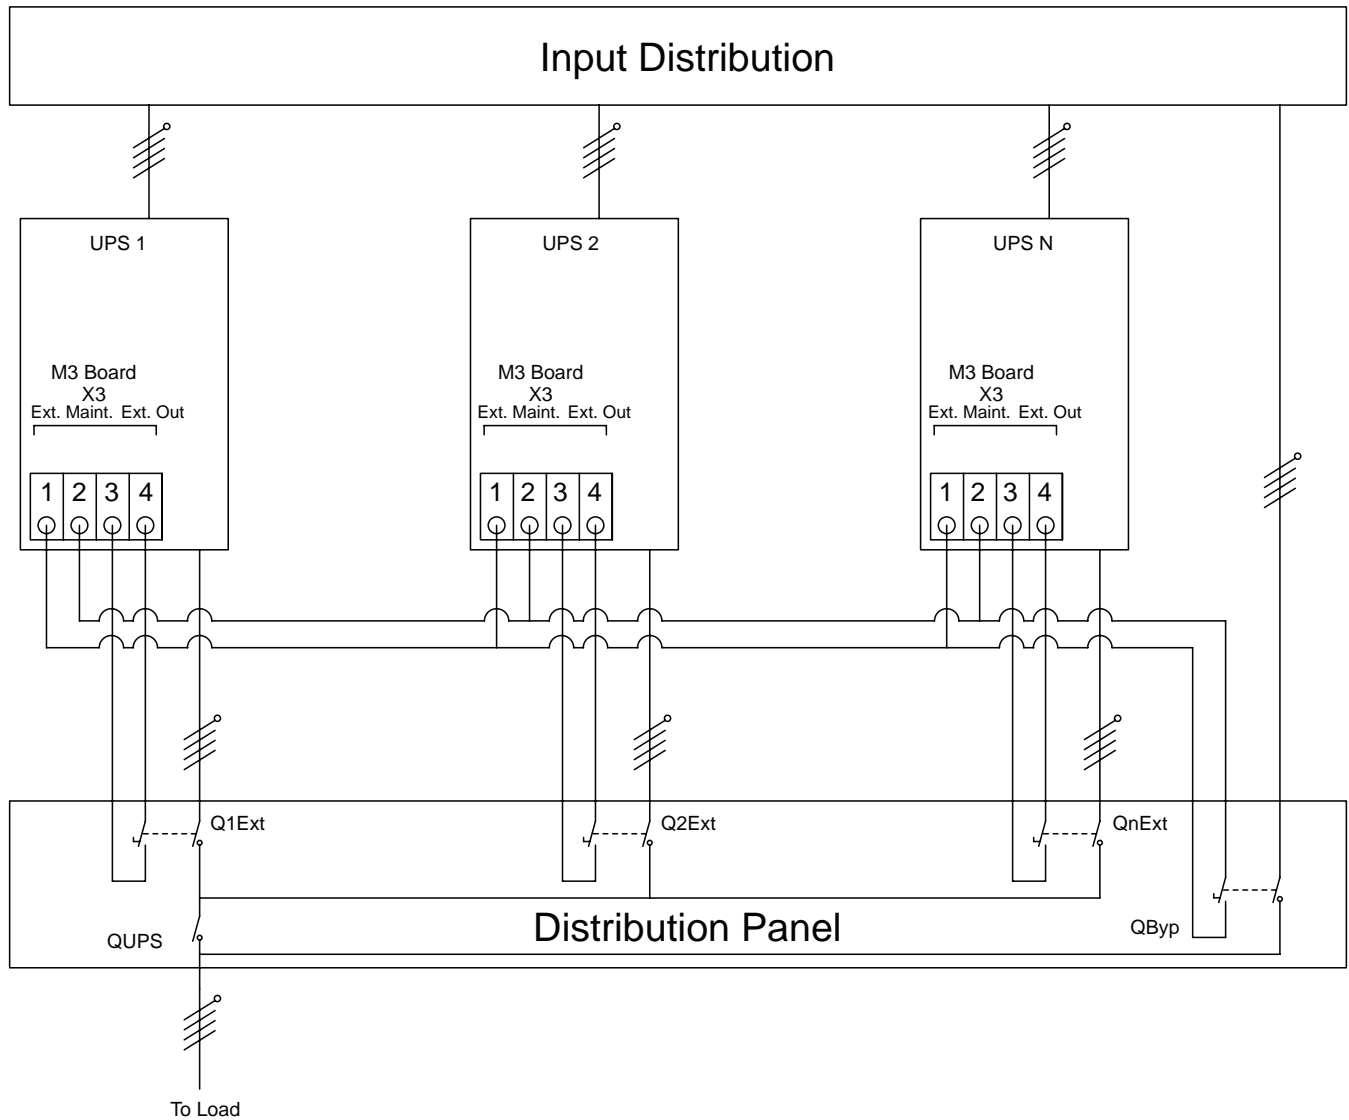 Input Distribution
UPS 1
UPS 2
UPS N
M3 Board
X3
Ext. Maint. Ext. Out
M3 Board
X3
Ext. Maint. Ext. Out
M3 Board
X3
Ext. Maint. Ext. Out
1 2 3 4
1 2 3 4
1 2 3 4
Q1Ext
Q2Ext
QnExt
QUPS
Distribution Panel
QByp
To Load